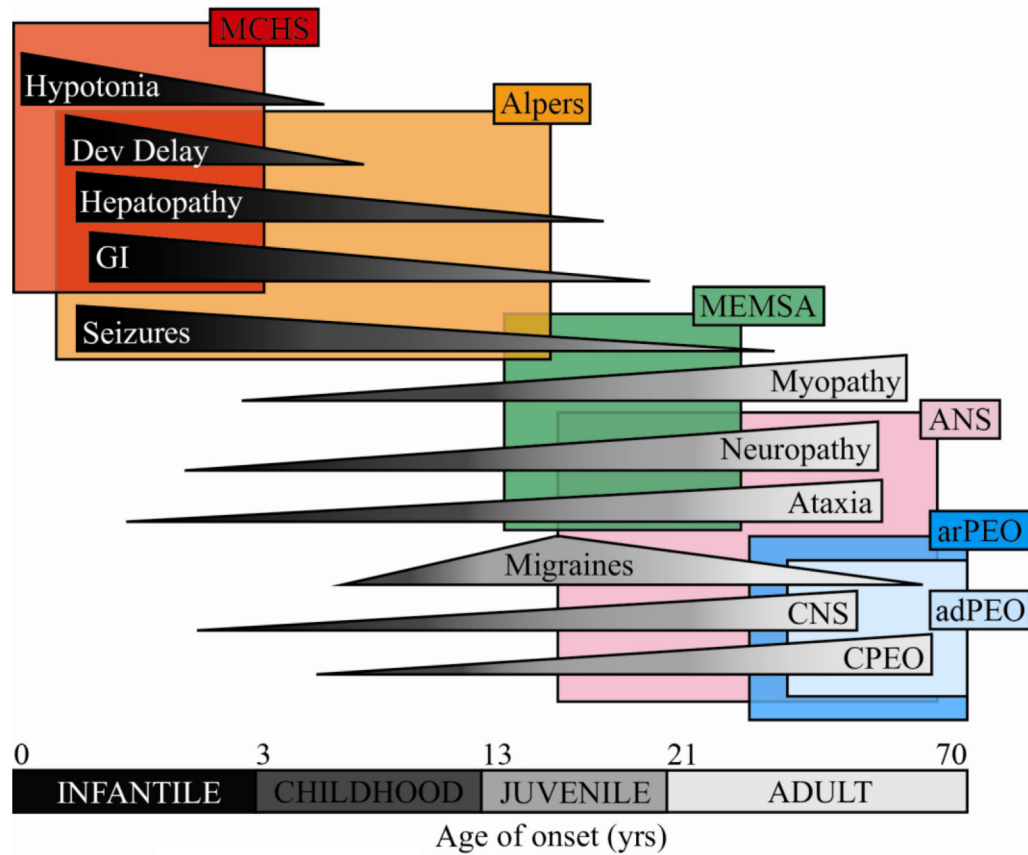 MCHS
Hypotonia
Alpers
Dev Delay
Hepatopathy
GI
MEMSA
Seizures
Myopathy
ANS
Neuropathy
Ataxia
arPEO
Migraines
CNS
adPEO
CPEO
0 3 13 21 70
INFANTILE CHILDHOOD JUVENILE ADULT
Age of onset (yrs)